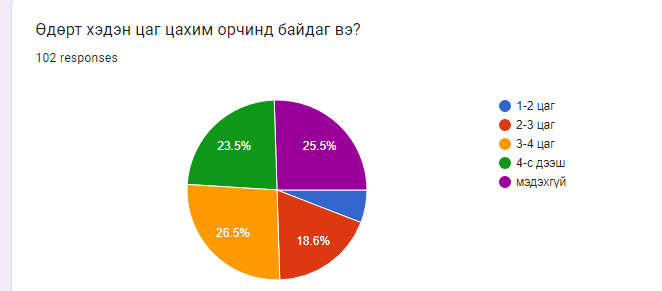 Өдөрт хэдэн цаг цахим орчинд байдаг вэ?
102 responses
1-2 цаг
2-3 цаг
3-4 цаг
4-с дээш
мэдэхгүй
23.5%
25.5%
26.5%
18.6%